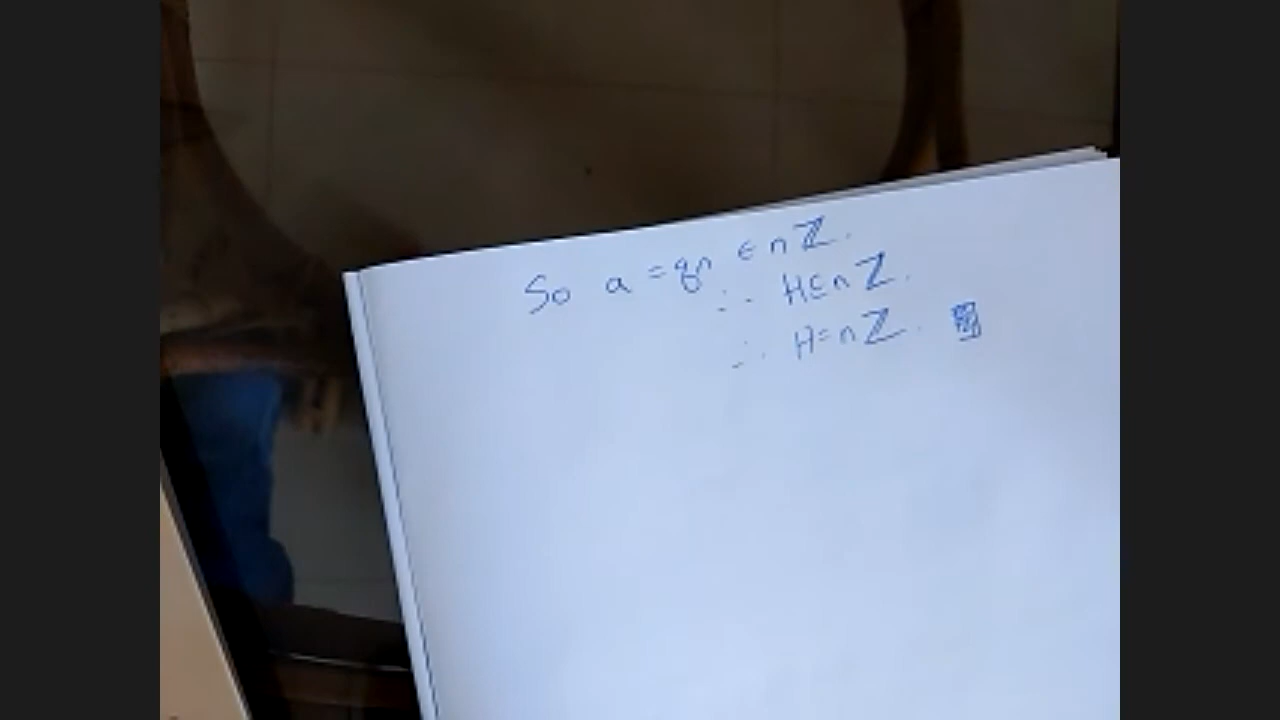 So a = qn ∈ nℤ.
∴ H⊆nℤ.
∴ H=nℤ.